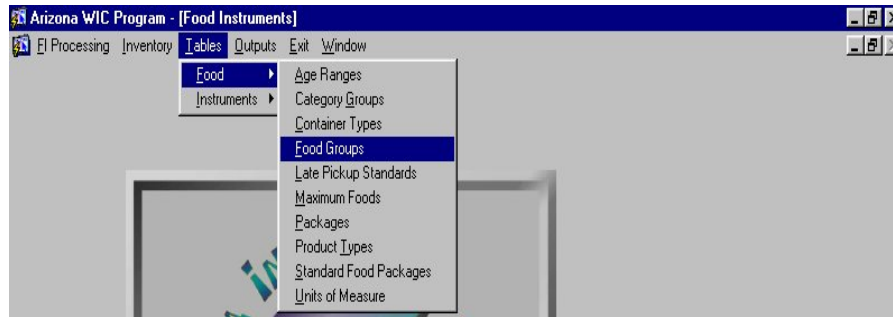 Arizona WIC Program - [Food Instruments]
FI Processing Inventory Tables Outputs Exit Window
Food
Instruments
Age Ranges
Category Groups
Container Types
Food Groups
Late Pickup Standards
Maximum Foods
Packages
Product Types
Standard Food Packages
Units of Measure